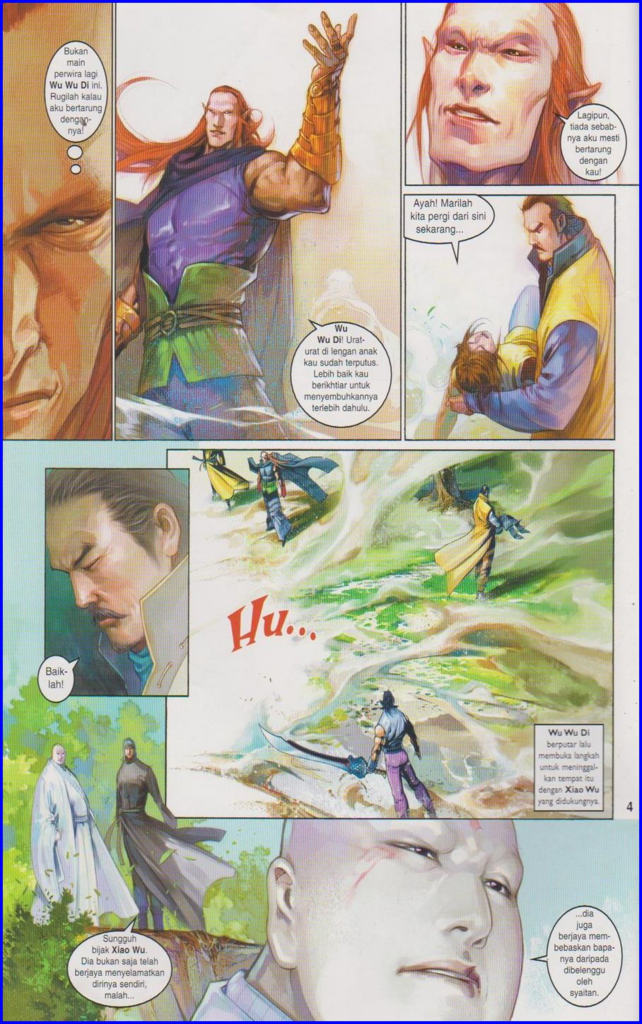 Bukan
main
perwira lagi
Wu Wu Di ini.
Rugilah kalau
aku bertarung
dengan-
nya!
Wu
Wu Di! Urat-
urat di lengan anak
kau sudah terputus.
Lebih baik kau
berikhtiar untuk
menyembuhkannya
terlebih dahulu.
Lagipun,
tiada sebab-
nya aku mesti
bertarung
dengan
kau!
Ayah! Marilah
kita pergi dari sini
sekarang...
Baik-
lah!
Hu...
Wu Wu Di
berputar lalu
membuka langkah
untuk meninggal-
kan tempat itu
dengan Xiao Wu
yang didukungnya.
4
Sungguh
bijak Xiao Wu.
Dia bukan saja telah
berjaya menyelamatkan
dirinya sendiri,
malah...
...dia
juga
berjaya mem-
bebaskan bapa-
nya daripada
dibelenggu
oleh
syaitan.